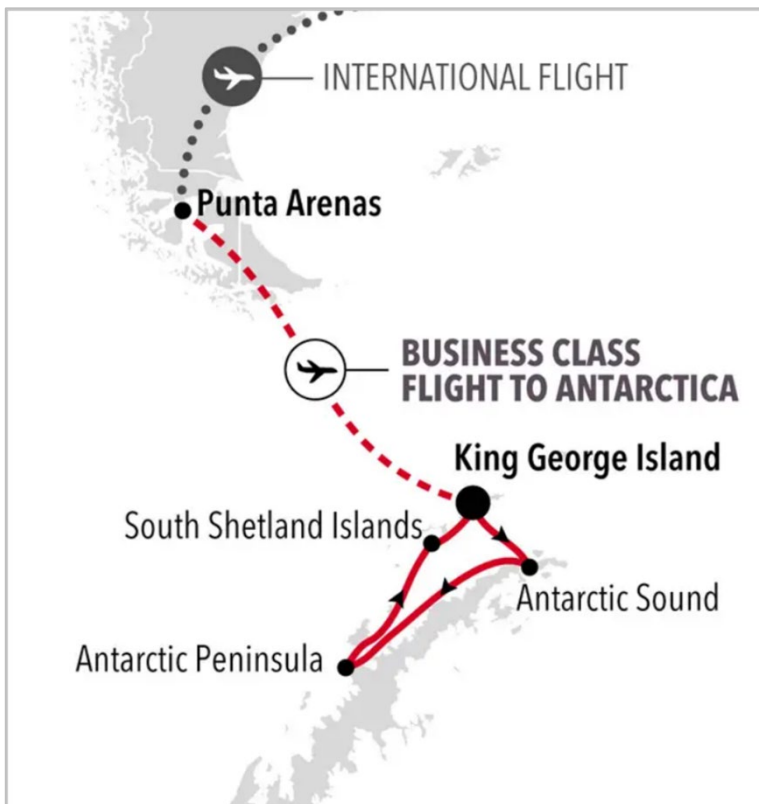 INTERNATIONAL FLIGHT
Punta Arenas
BUSINESS CLASS
FLIGHT TO ANTARCTICA
King George Island
South Shetland Islands
Antarctic Sound
Antarctic Peninsula